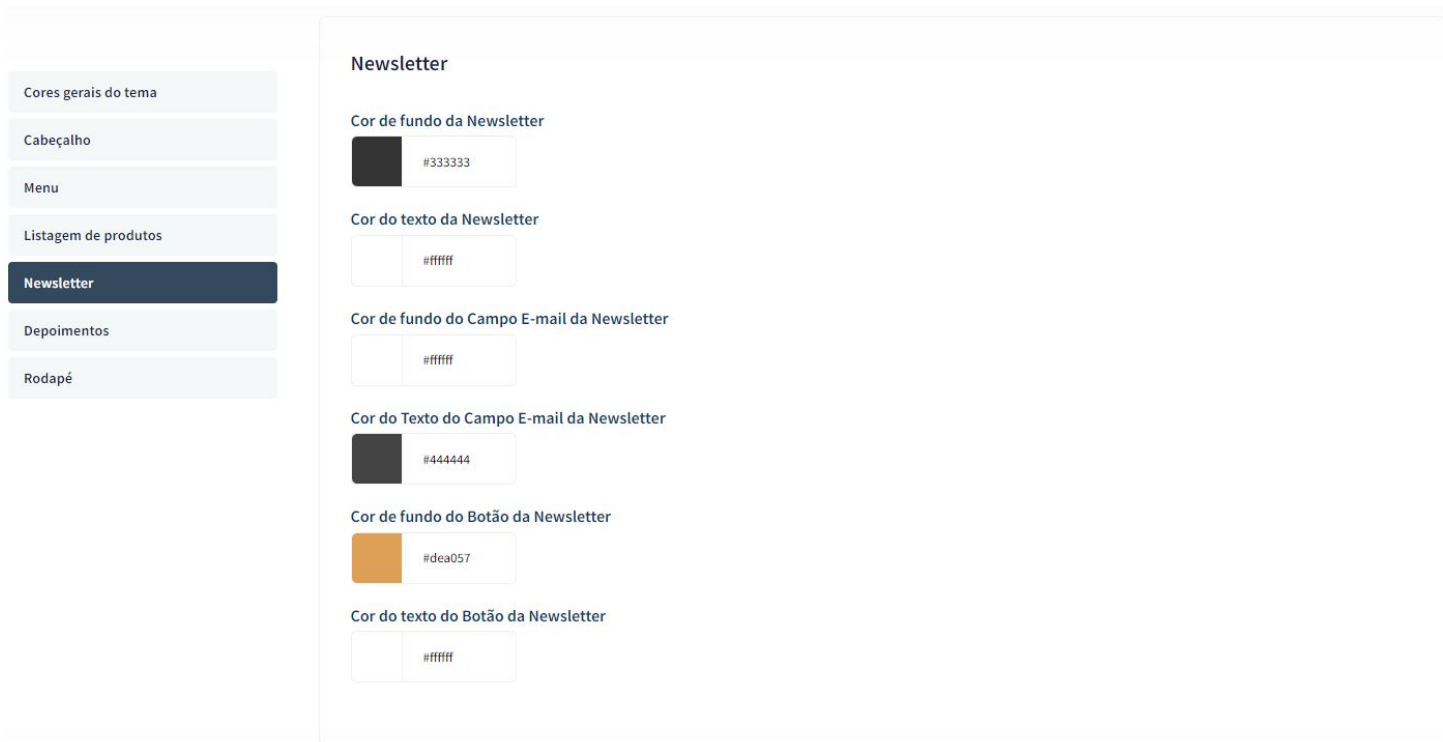 Cores gerais do tema
Cabeçalho
Menu
Listagem de produtos
Newsletter
Depoimentos
Rodapé
Newsletter
Cor de fundo da Newsletter
#333333
Cor do texto da Newsletter
#ffffff
Cor de fundo do Campo E-mail da Newsletter
#ffffff
Cor do Texto do Campo E-mail da Newsletter
#444444
Cor de fundo do Botão da Newsletter
#dea057
Cor do texto do Botão da Newsletter
#ffffff